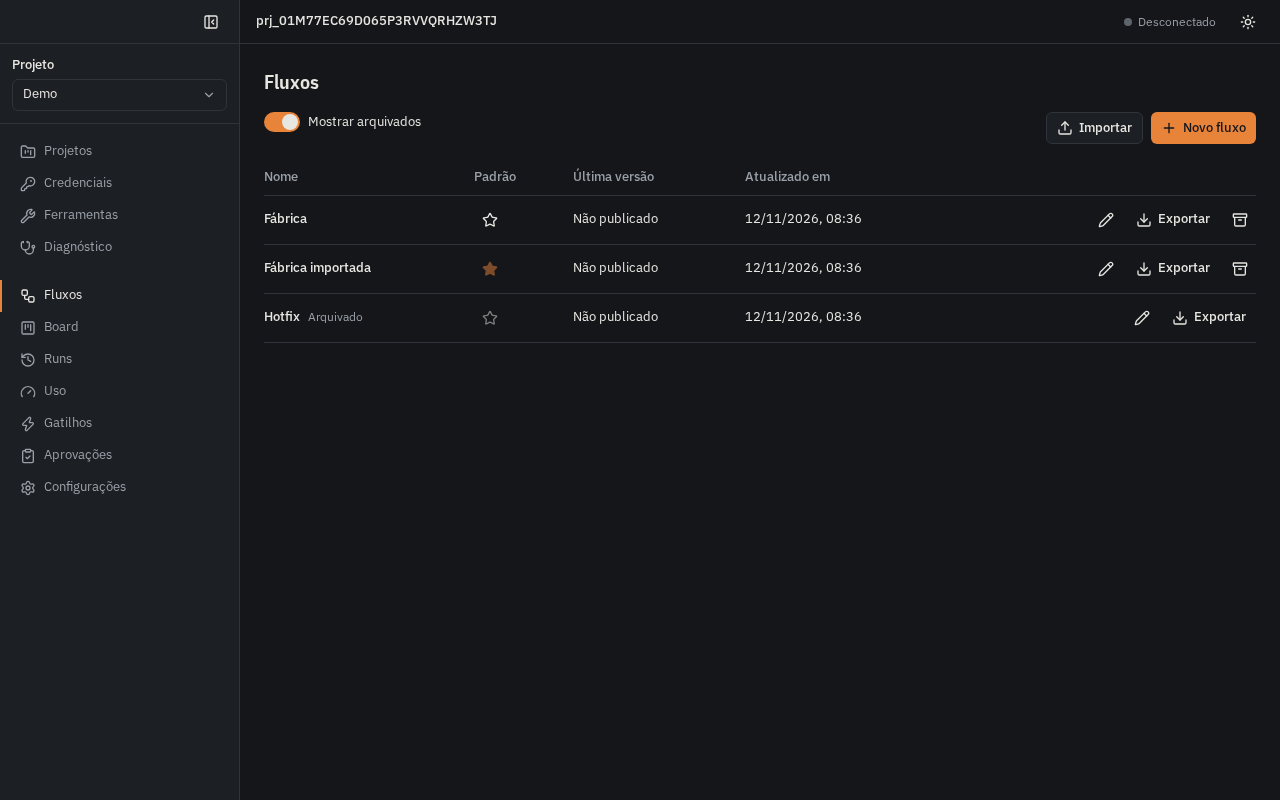 prj_01M77EC69D065P3RVVQRHZW3TJ
Desconectado
Projeto
Demo
Projetos
Credenciais
Ferramentas
Diagnóstico
Fluxos
Board
Runs
Uso
Gatilhos
Aprovações
Configurações
Fluxos
Mostrar arquivados
Importar
Novo fluxo
Nome Padrão Última versão Atualizado em
Fábrica Não publicado 12/11/2026, 08:36 Exportar
Fábrica importada Não publicado 12/11/2026, 08:36 Exportar
Hotfix Arquivado Não publicado 12/11/2026, 08:36 Exportar